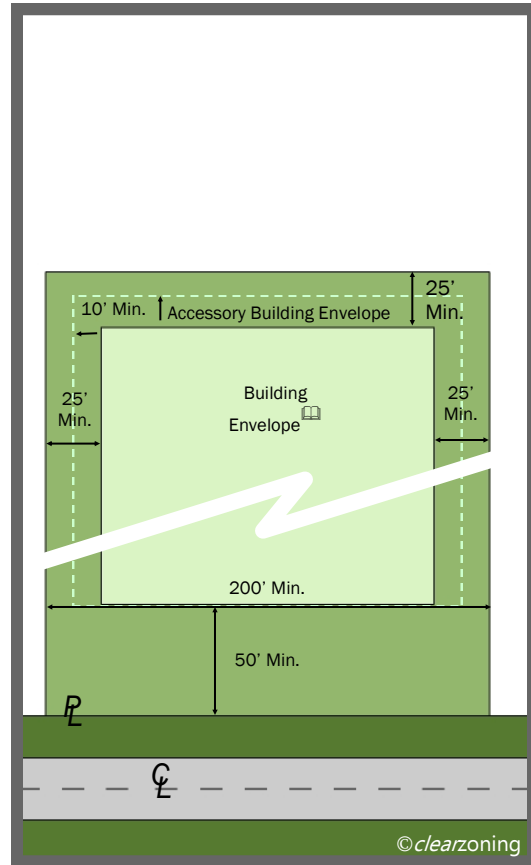 25’
Min.
10’ Min.
Accessory Building Envelope
25’
Min.
Building
Envelope
25’
Min.
200’ Min.
50’ Min.
PL
CL
©clearzoning